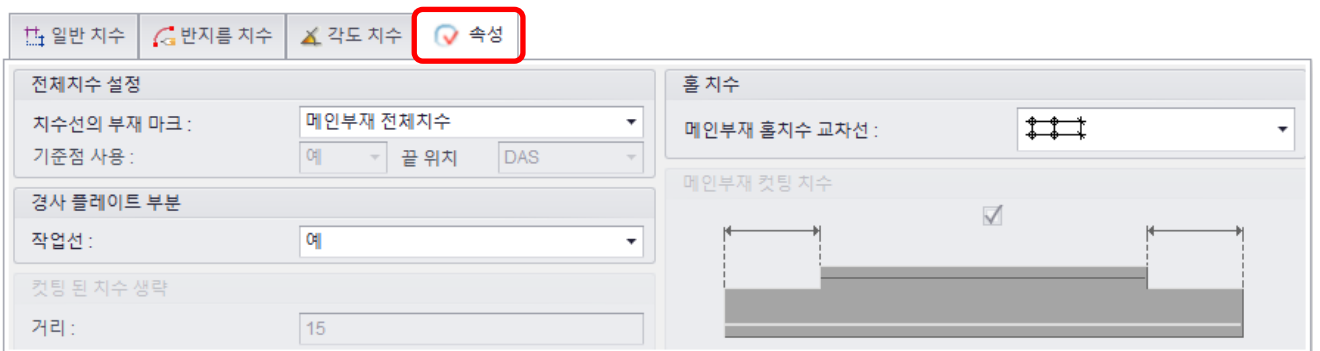 일반 치수 반지름 치수 각도 치수 속성
전체치수 설정
치수선의 부재 마크 : 메인부재 전체치수
기준점 사용 : 예 끝 위치 DAS
경사 플레이트 부분
작업선 : 예
컷팅 된 치수 생략
거리 : 15
홀 치수
메인부재 홀치수 교차선 :
메인부재 컷팅 치수